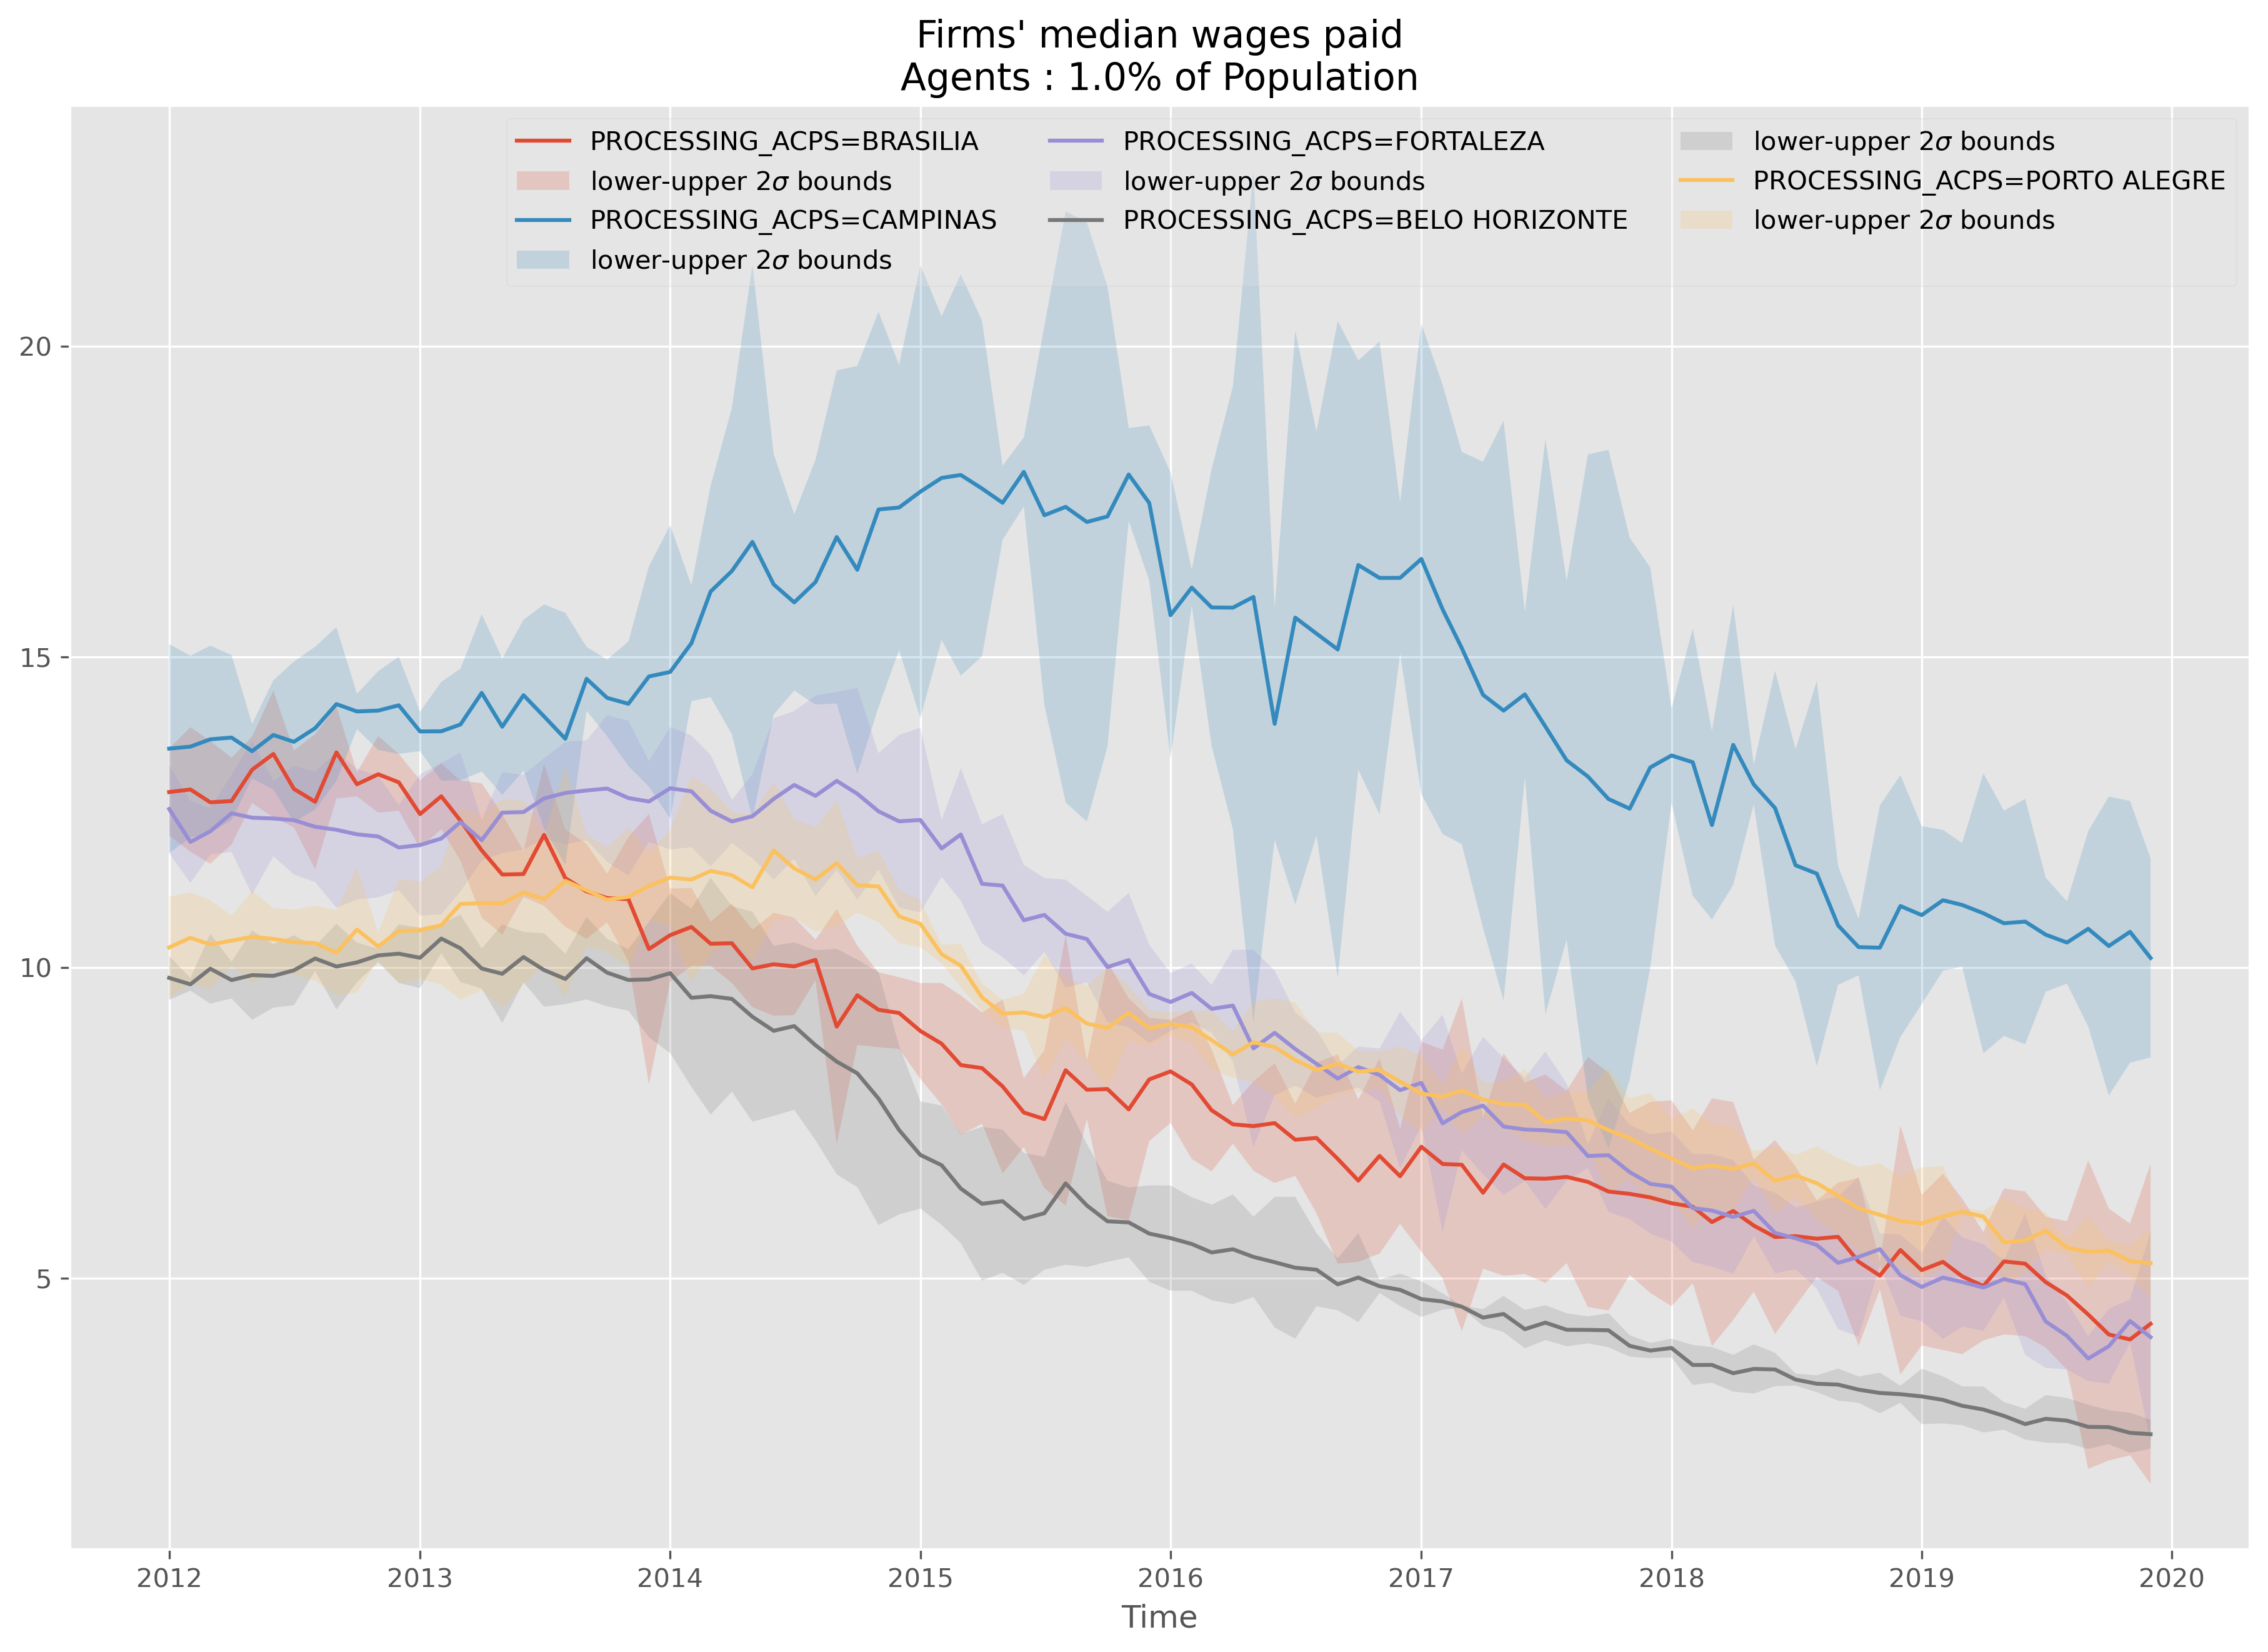 Firms' median wages paid
Agents : 1.0% of Population
PROCESSING_ACPS=BRASILIA
lower-upper 2σ bounds
PROCESSING_ACPS=CAMPINAS
lower-upper 2σ bounds
PROCESSING_ACPS=FORTALEZA
lower-upper 2σ bounds
PROCESSING_ACPS=BELO HORIZONTE
lower-upper 2σ bounds
PROCESSING_ACPS=PORTO ALEGRE
lower-upper 2σ bounds
20
15
10
5
2012 2013 2014 2015 2016 2017 2018 2019 2020
Time